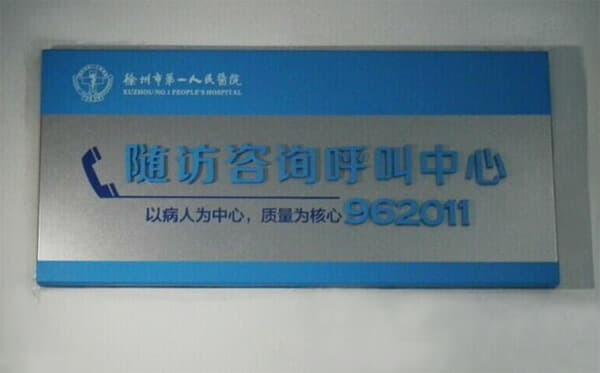 徐州市第一人民醫院
XUZHOU NO.1 PEOPLE'S HOSPITAL
随访咨询呼叫中心
以病人为中心，质量为核心 962011